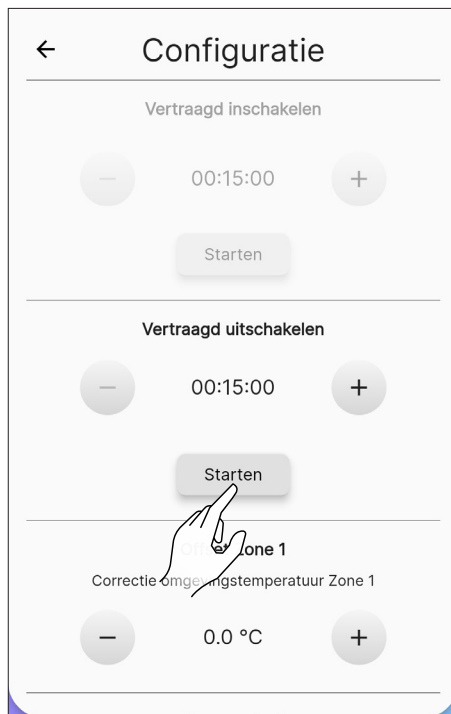 Configuratie
Vertraagd inschakelen
− 00:15:00 +
Starten
Vertraagd uitschakelen
− 00:15:00 +
Starten
Offset Zone 1
Correctie omgevingstemperatuur Zone 1
− 0.0 °C +